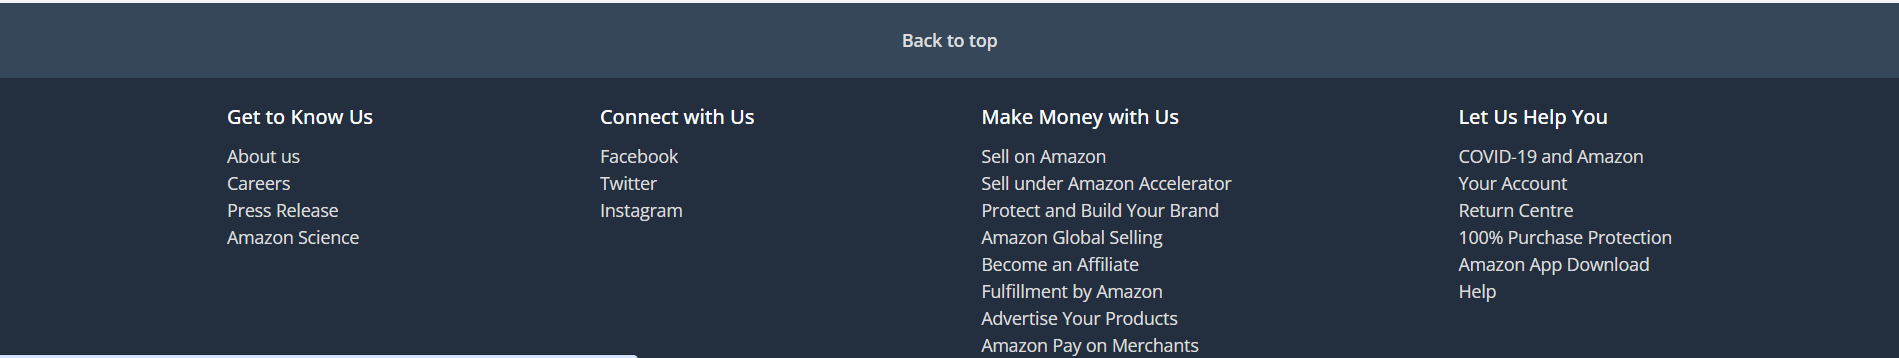 Back to top
Get to Know Us
About us
Careers
Press Release
Amazon Science
Connect with Us
Facebook
Twitter
Instagram
Make Money with Us
Sell on Amazon
Sell under Amazon Accelerator
Protect and Build Your Brand
Amazon Global Selling
Become an Affiliate
Fulfillment by Amazon
Advertise Your Products
Amazon Pay on Merchants
Let Us Help You
COVID-19 and Amazon
Your Account
Return Centre
100% Purchase Protection
Amazon App Download
Help